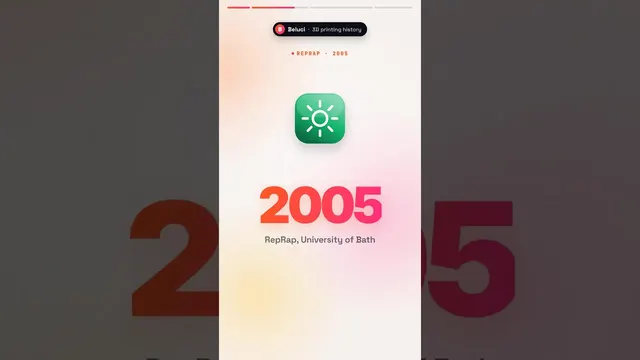 B Beluci · 3D printing history
REPRAP · 2005
2005
RepRap, University of Bath